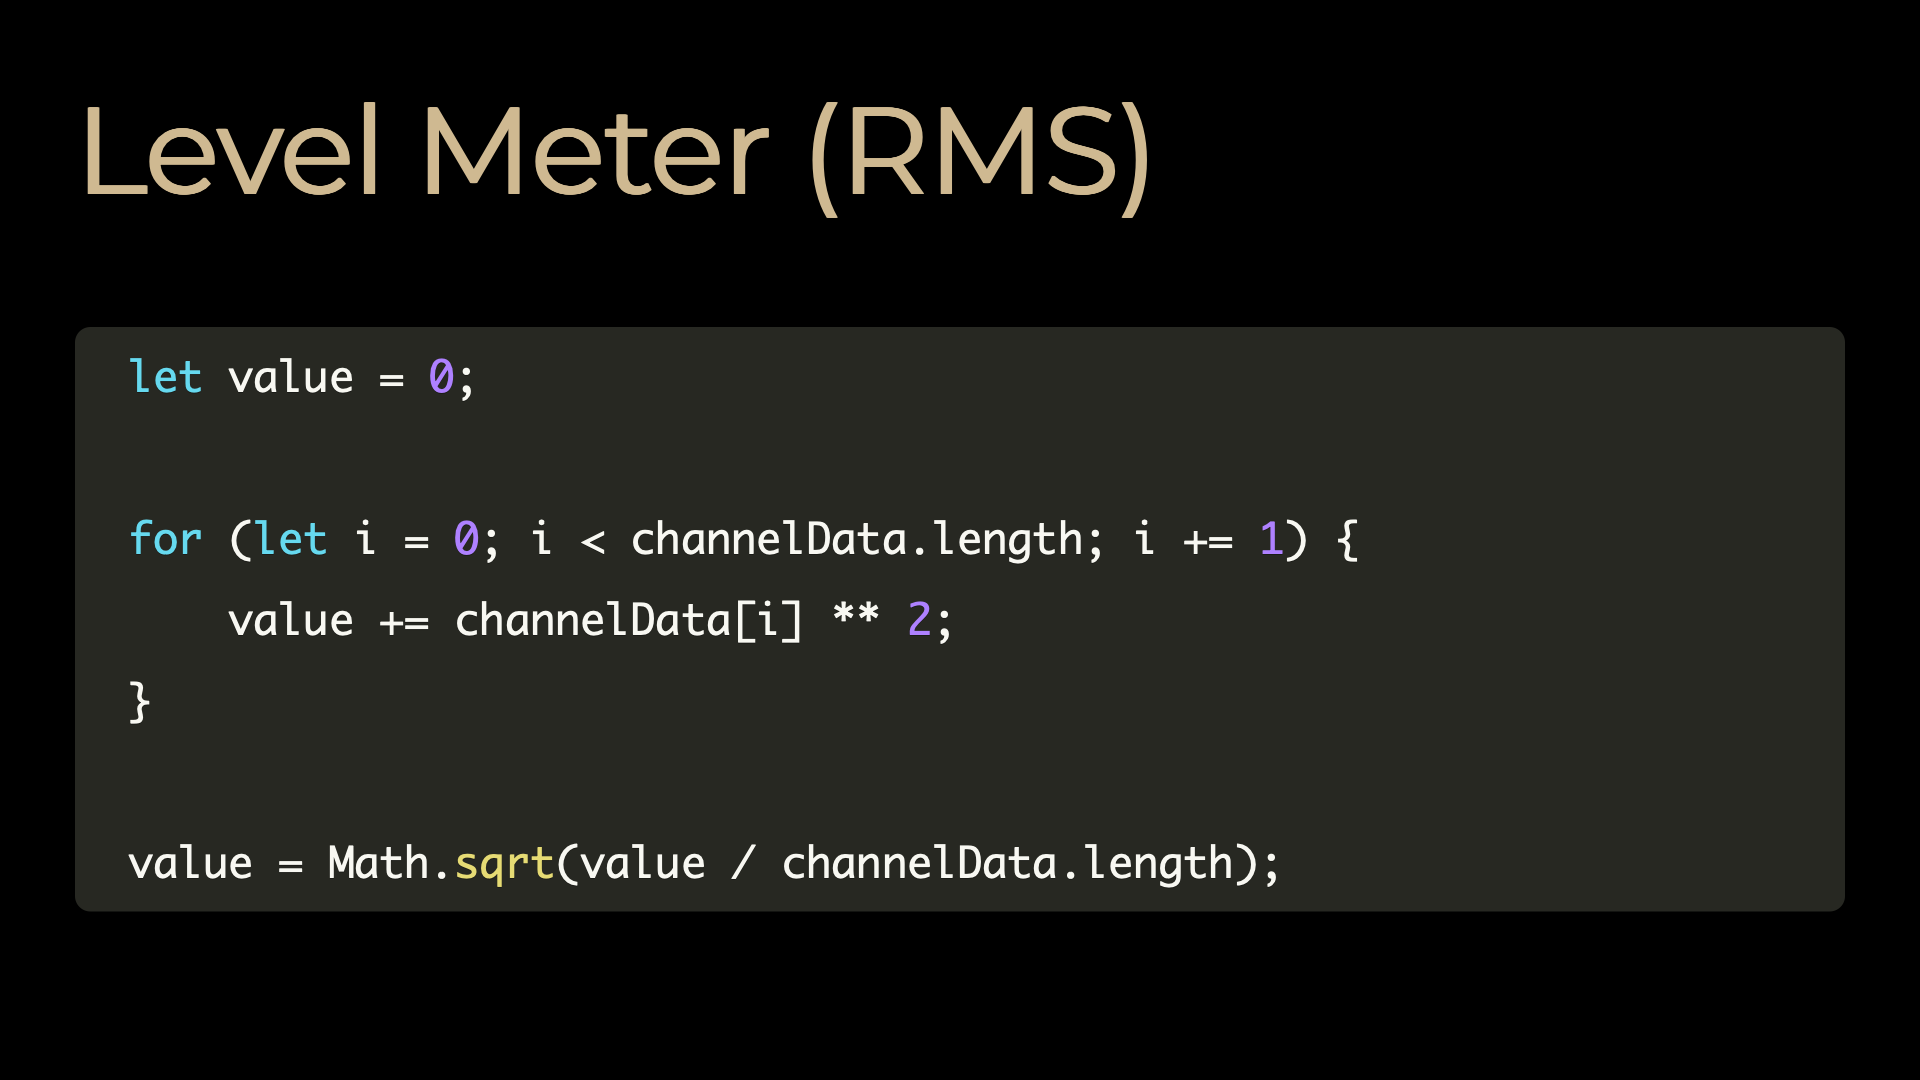 Level Meter (RMS)
let value = 0;
for (let i = 0; i < channelData.length; i += 1) {
    value += channelData[i] ** 2;
}
value = Math.sqrt(value / channelData.length);